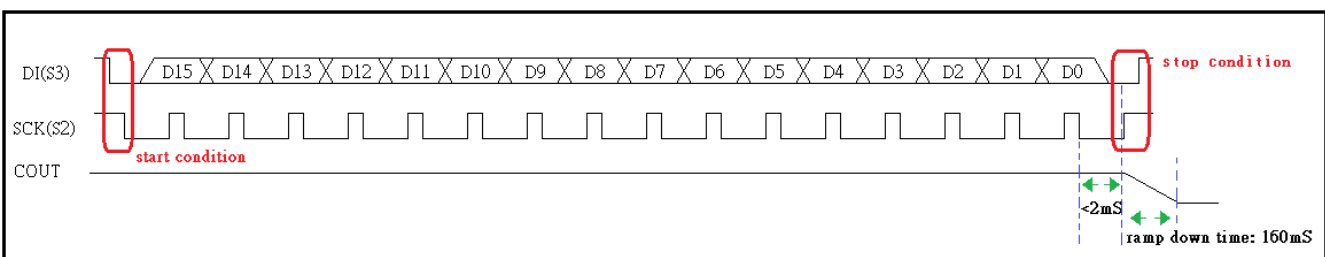 DI(S3) D15 D14 D13 D12 D11 D10 D9 D8 D7 D6 D5 D4 D3 D2 D1 D0 stop condition
SCK(S2)
start condition
COUT
<2mS
ramp down time: 160mS